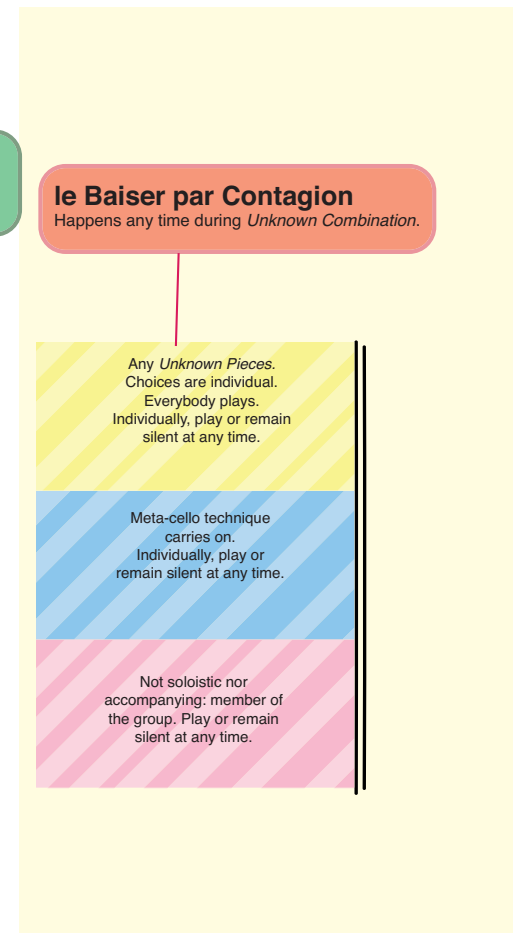 le Baiser par Contagion
Happens any time during Unknown Combination.
Any Unknown Pieces.
Choices are individual.
Everybody plays.
Individually, play or remain
silent at any time.
Meta-cello technique
carries on.
Individually, play or
remain silent at any time.
Not soloistic nor
accompanying: member of
the group. Play or remain
silent at any time.